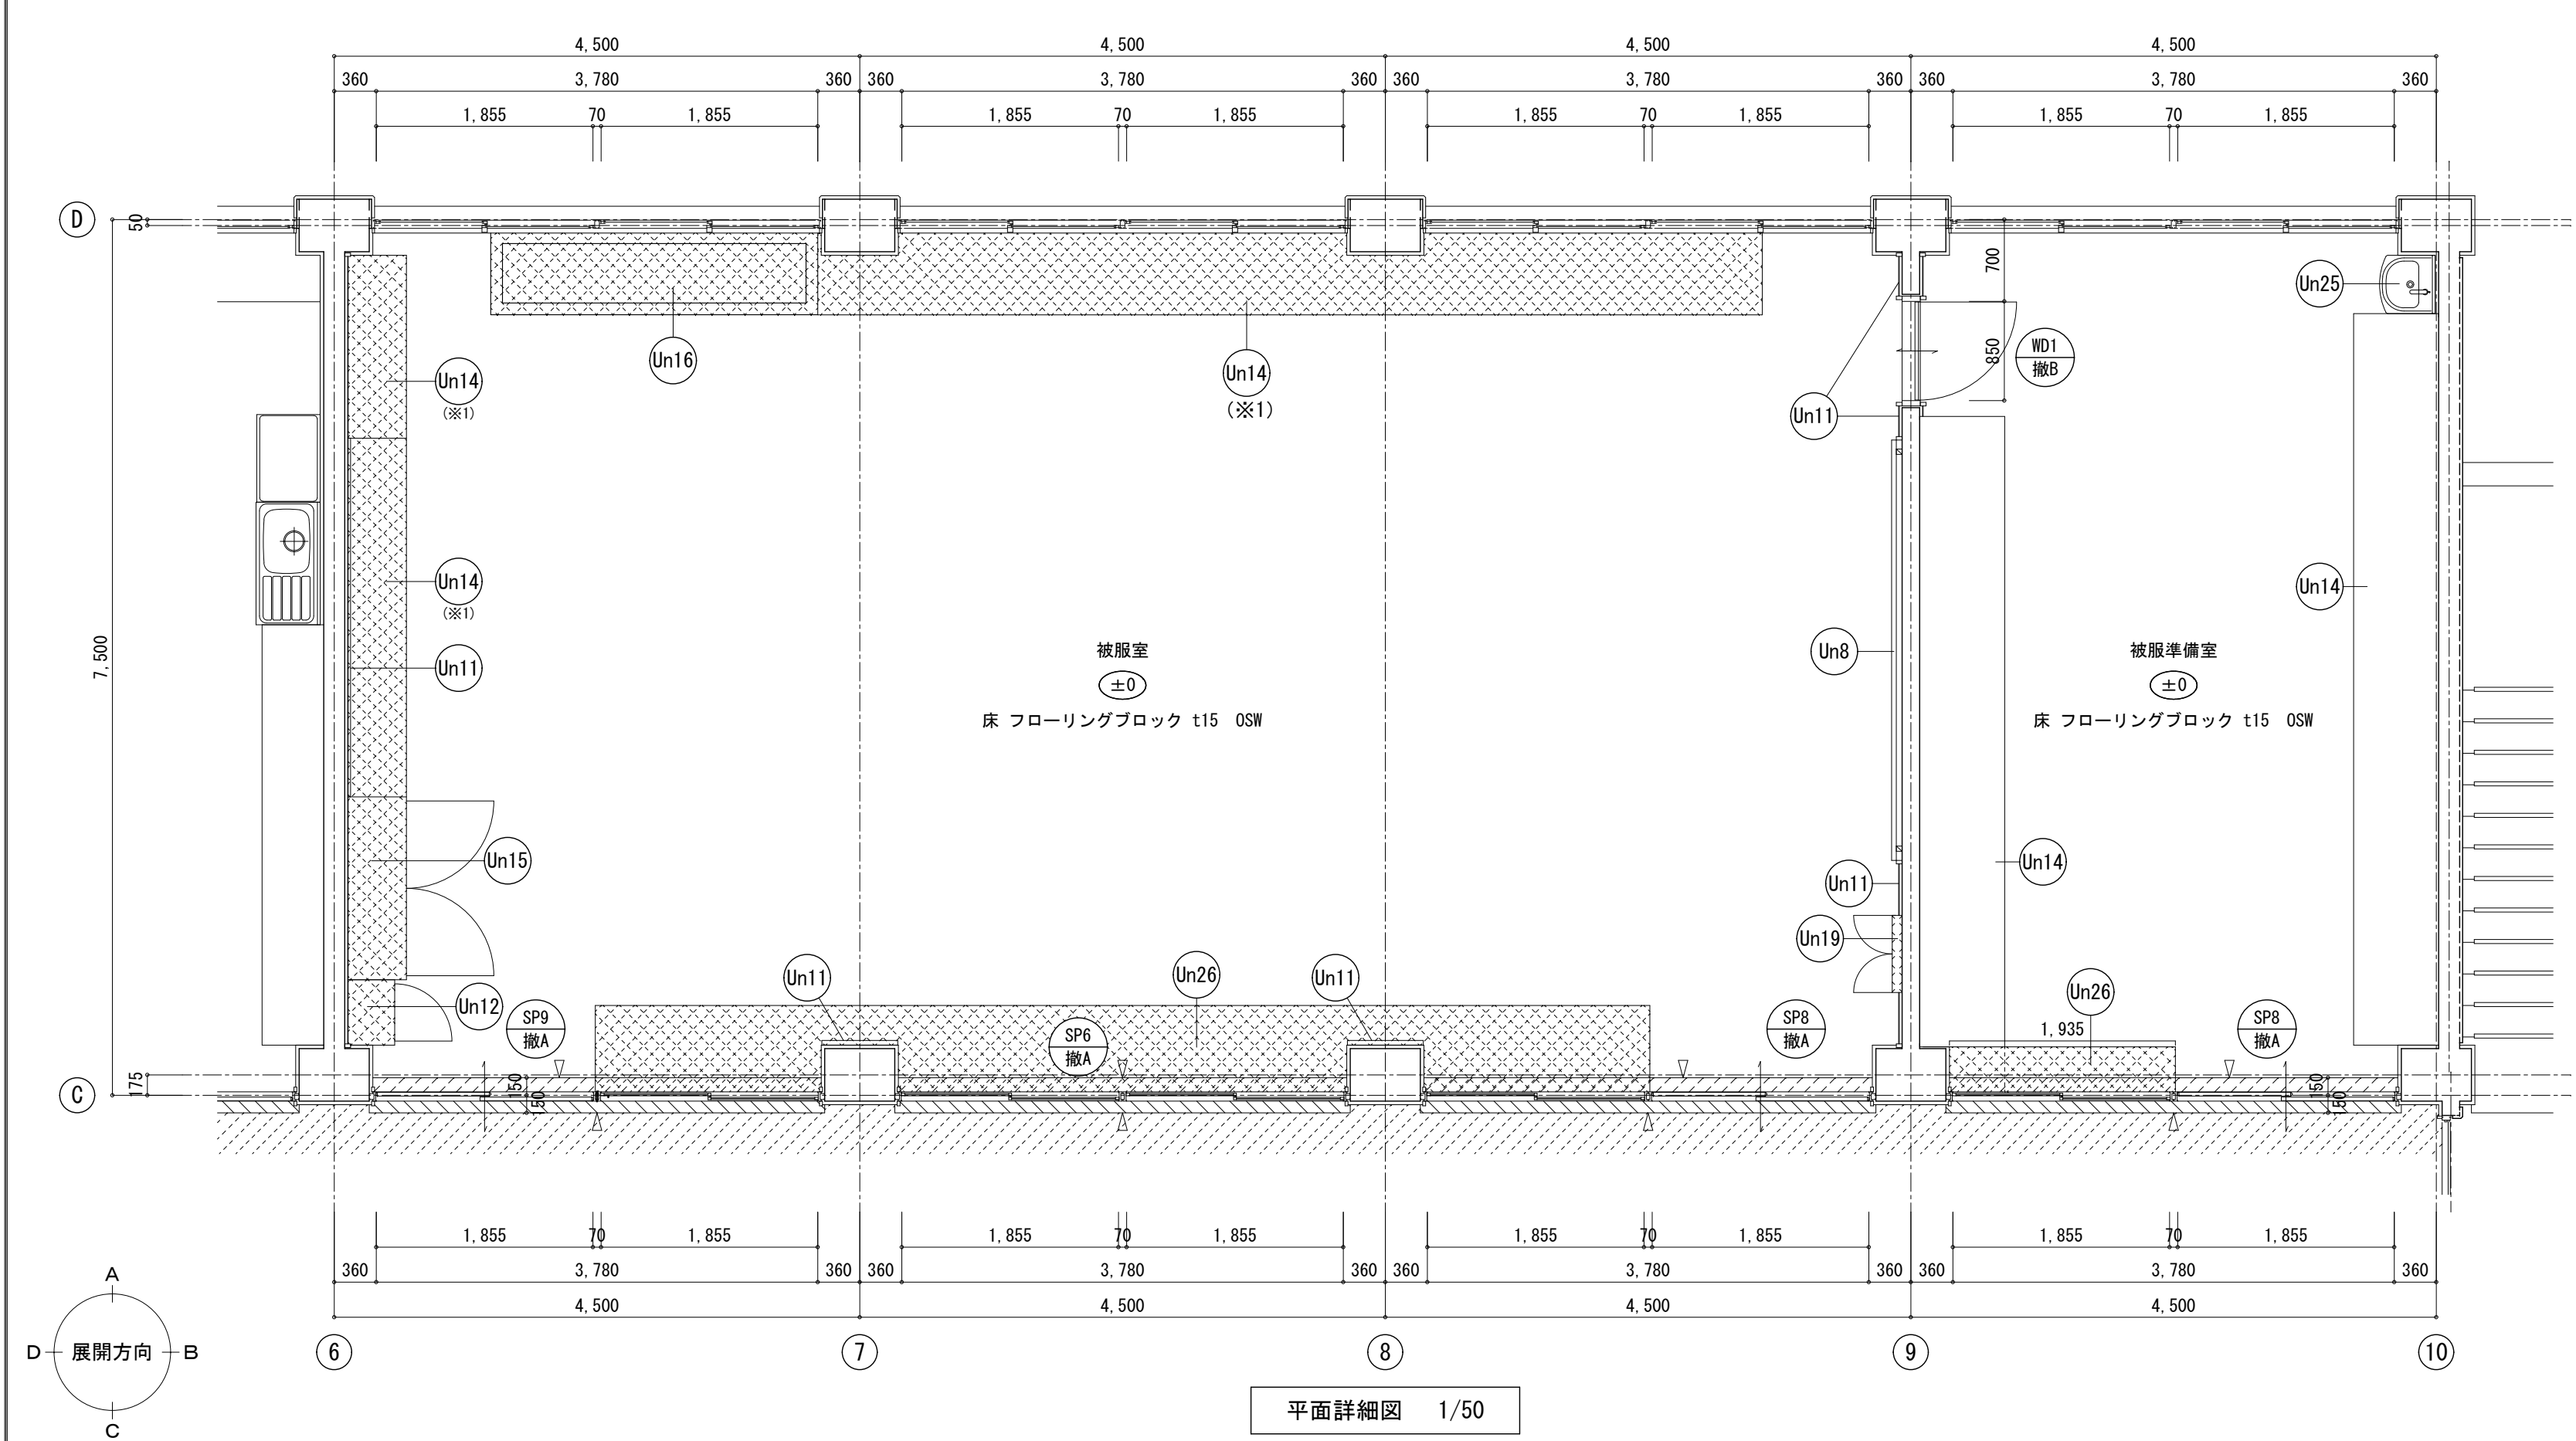 4,500 4,500 4,500 4,500
360 3,780 360 360 3,780 360 360 3,780 360 360 3,780 360
1,855 70 1,855 1,855 70 1,855 1,855 70 1,855 1,855 70 1,855
D
50
700
Un25
Un16
Un14
(※1)
Un14
(※1)
850
WD1
撤B
Un11
Un14
(※1)
Un14
7,500
Un11
被服室
±0
床 フローリングブロック t15 OSW
Un8
被服準備室
±0
床 フローリングブロック t15 OSW
Un15
Un14
Un11
Un19
Un11
Un26
Un11
Un26
Un12
SP9
撤A
SP6
撤A
SP8
撤A
1,935
SP8
撤A
C
175
150
150
150
150
1,855 70 1,855 1,855 70 1,855 1,855 70 1,855 1,855 70 1,855
360 3,780 360 360 3,780 360 360 3,780 360 360 3,780 360
4,500 4,500 4,500 4,500
A
D 展開方向 B
C
6 7 8 9 10
平面詳細図 1/50